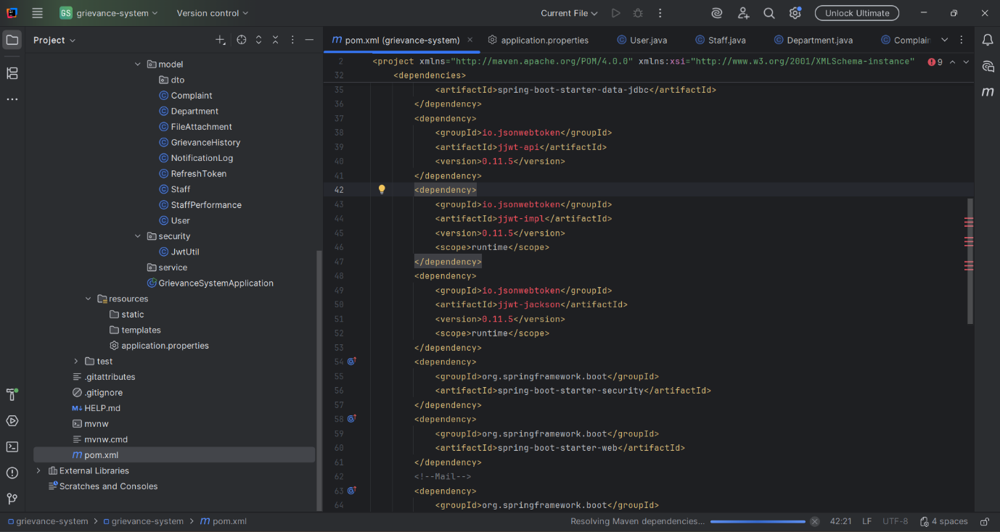 GS grievance-system
Version control
Current File
Unlock Ultimate
Project
pom.xml (grievance-system)
application.properties
User.java
Staff.java
Department.java
Complain
model
dto
Complaint
Department
FileAttachment
GrievanceHistory
NotificationLog
RefreshToken
Staff
StaffPerformance
User
security
JwtUtil
service
GrievanceSystemApplication
resources
static
templates
application.properties
test
.gitattributes
.gitignore
M↓ HELP.md
mvnw
mvnw.cmd
m pom.xml
External Libraries
Scratches and Consoles
2 <project xmlns="http://maven.apache.org/POM/4.0.0" xmlns:xsi="http://www.w3.org/2001/XMLSchema-instance" 9
32 <dependencies>
35 <artifactId>spring-boot-starter-data-jdbc</artifactId>
36 </dependency>
37 <dependency>
38 <groupId>io.jsonwebtoken</groupId>
39 <artifactId>jjwt-api</artifactId>
40 <version>0.11.5</version>
41 </dependency>
42 <dependency>
43 <groupId>io.jsonwebtoken</groupId>
44 <artifactId>jjwt-impl</artifactId>
45 <version>0.11.5</version>
46 <scope>runtime</scope>
47 </dependency>
48 <dependency>
49 <groupId>io.jsonwebtoken</groupId>
50 <artifactId>jjwt-jackson</artifactId>
51 <version>0.11.5</version>
52 <scope>runtime</scope>
53 </dependency>
54 <dependency>
55 <groupId>org.springframework.boot</groupId>
56 <artifactId>spring-boot-starter-security</artifactId>
57 </dependency>
58 <dependency>
59 <groupId>org.springframework.boot</groupId>
60 <artifactId>spring-boot-starter-web</artifactId>
61 </dependency>
62 <!--Mail-->
63 <dependency>
64 <groupId>org.springframework.boot</groupId>
grievance-system > grievance-system > m pom.xml
Resolving Maven dependencies...
42:21 LF UTF-8 4 spaces